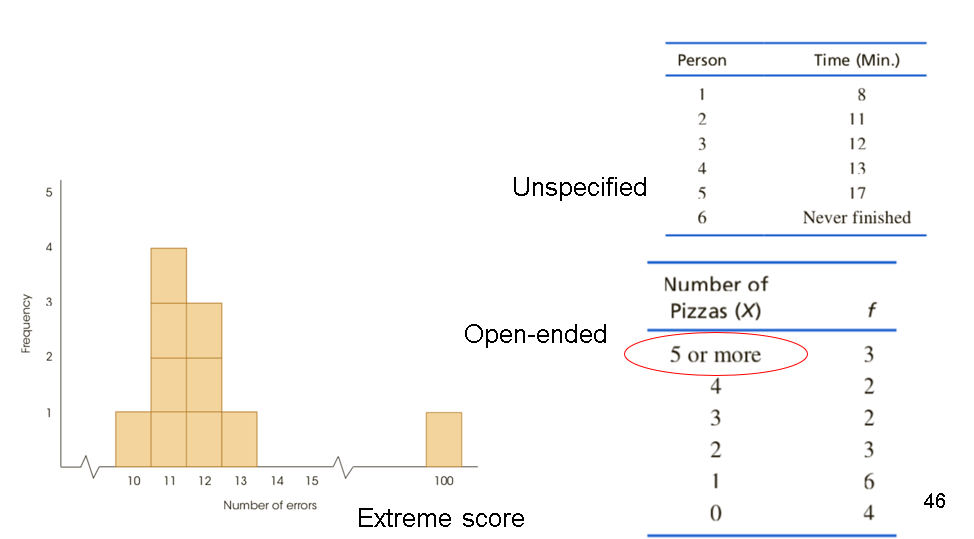 Person Time (Min.)
1 8
2 11
3 12
4 13
5 17
6 Never finished
Unspecified
Number of
Pizzas (X) f
5 or more 3
4 2
3 2
2 3
1 6
0 4
Open-ended
5
4
3
2
1
Frequency
10 11 12 13 14 15 100
Number of errors
Extreme score
46